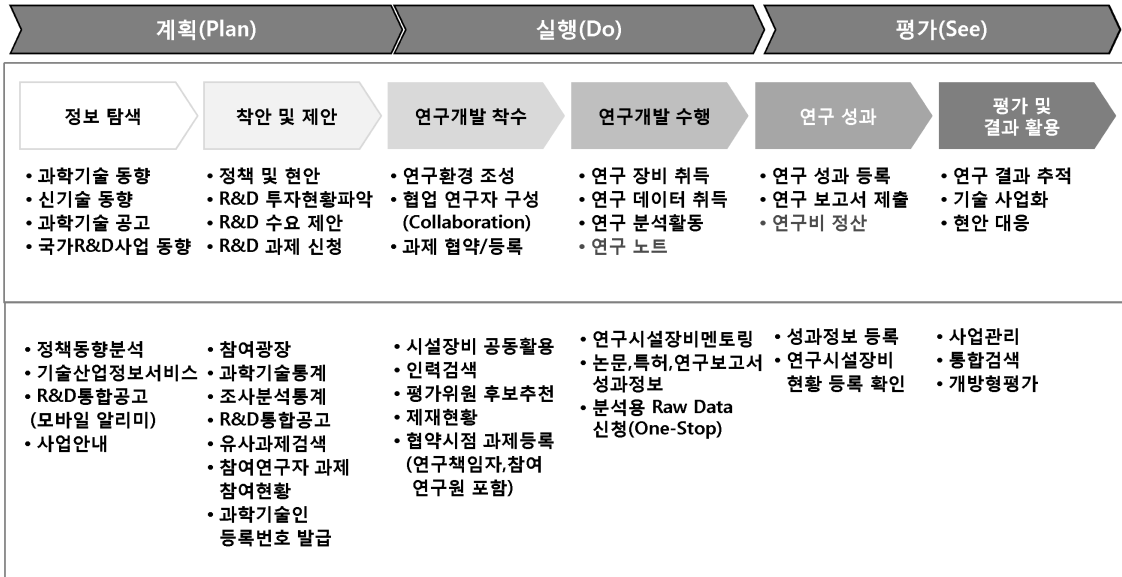 계획(Plan)
실행(Do)
평가(See)
정보 탐색
착안 및 제안
연구개발 착수
연구개발 수행
연구 성과
평가 및
결과 활용
• 과학기술 동향
• 신기술 동향
• 과학기술 공고
• 국가R&D사업 동향
• 정책 및 현안
• R&D 투자현황파악
• R&D 수요 제안
• R&D 과제 신청
• 연구환경 조성
• 협업 연구자 구성
(Collaboration)
• 과제 협약/등록
• 연구 장비 취득
• 연구 데이터 취득
• 연구 분석활동
• 연구 노트
• 연구 성과 등록
• 연구 보고서 제출
• 연구비 정산
• 연구 결과 추적
• 기술 사업화
• 현안 대응
• 정책동향분석
• 기술산업정보서비스
• R&D통합공고
(모바일 알리미)
• 사업안내
• 참여광장
• 과학기술통계
• 조사분석통계
• R&D통합공고
• 유사과제검색
• 참여연구자 과제
참여현황
• 과학기술인
등록번호 발급
• 시설장비 공동활용
• 인력검색
• 평가위원 후보추천
• 제재현황
• 협약시점 과제등록
(연구책임자,참여
연구원 포함)
• 연구시설장비멘토링
• 논문,특허,연구보고서
성과정보
• 분석용 Raw Data
신청(One-Stop)
• 성과정보 등록
• 연구시설장비
현황 등록 확인
• 사업관리
• 통합검색
• 개방형평가